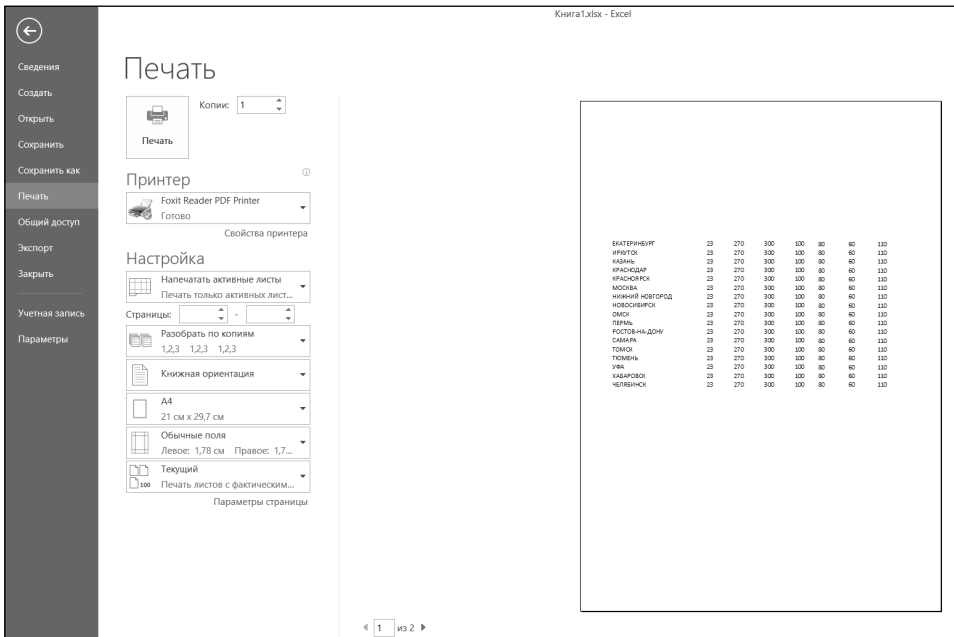 Книга1.xlsx - Excel
Сведения
Создать
Открыть
Сохранить
Сохранить как
Печать
Общий доступ
Экспорт
Закрыть
Учетная запись
Параметры
Печать
Копии: 1
Печать
Принтер
Foxit Reader PDF Printer
Готово
Свойства принтера
Настройка
Напечатать активные листы
Печать только активных лист...
Страницы: -
Разобрать по копиям
1,2,3 1,2,3 1,2,3
Книжная ориентация
A4
21 см x 29,7 см
Обычные поля
Левое: 1,78 см Правое: 1,7...
Текущий
100 Печать листов с фактическим...
Параметры страницы
ЕКАТЕРИНБУРГ 23 270 300 100 80 60 110
ИРКУТСК 23 270 300 100 80 60 110
КАЗАНЬ 23 270 300 100 80 60 110
КРАСНОДАР 23 270 300 100 80 60 110
КРАСНОЯРСК 23 270 300 100 80 60 110
МОСКВА 23 270 300 100 80 60 110
НИЖНИЙ НОВГОРОД 23 270 300 100 80 60 110
НОВОСИБИРСК 23 270 300 100 80 60 110
ОМСК 23 270 300 100 80 60 110
ПЕРМЬ 23 270 300 100 80 60 110
РОСТОВ-НА-ДОНУ 23 270 300 100 80 60 110
САМАРА 23 270 300 100 80 60 110
ТОМСК 23 270 300 100 80 60 110
ТЮМЕНЬ 23 270 300 100 80 60 110
УФА 23 270 300 100 80 60 110
ХАБАРОВСК 23 270 300 100 80 60 110
ЧЕЛЯБИНСК 23 270 300 100 80 60 110
1 из 2